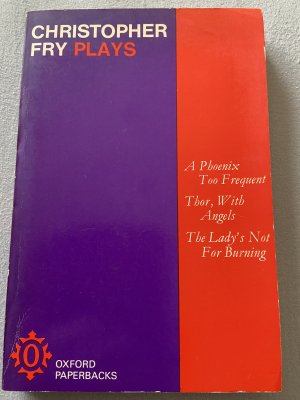 CHRISTOPHER
FRY PLAYS
A Phoenix
Too Frequent
Thor, With
Angels
The Lady's Not
For Burning
O
OXFORD
PAPERBACKS